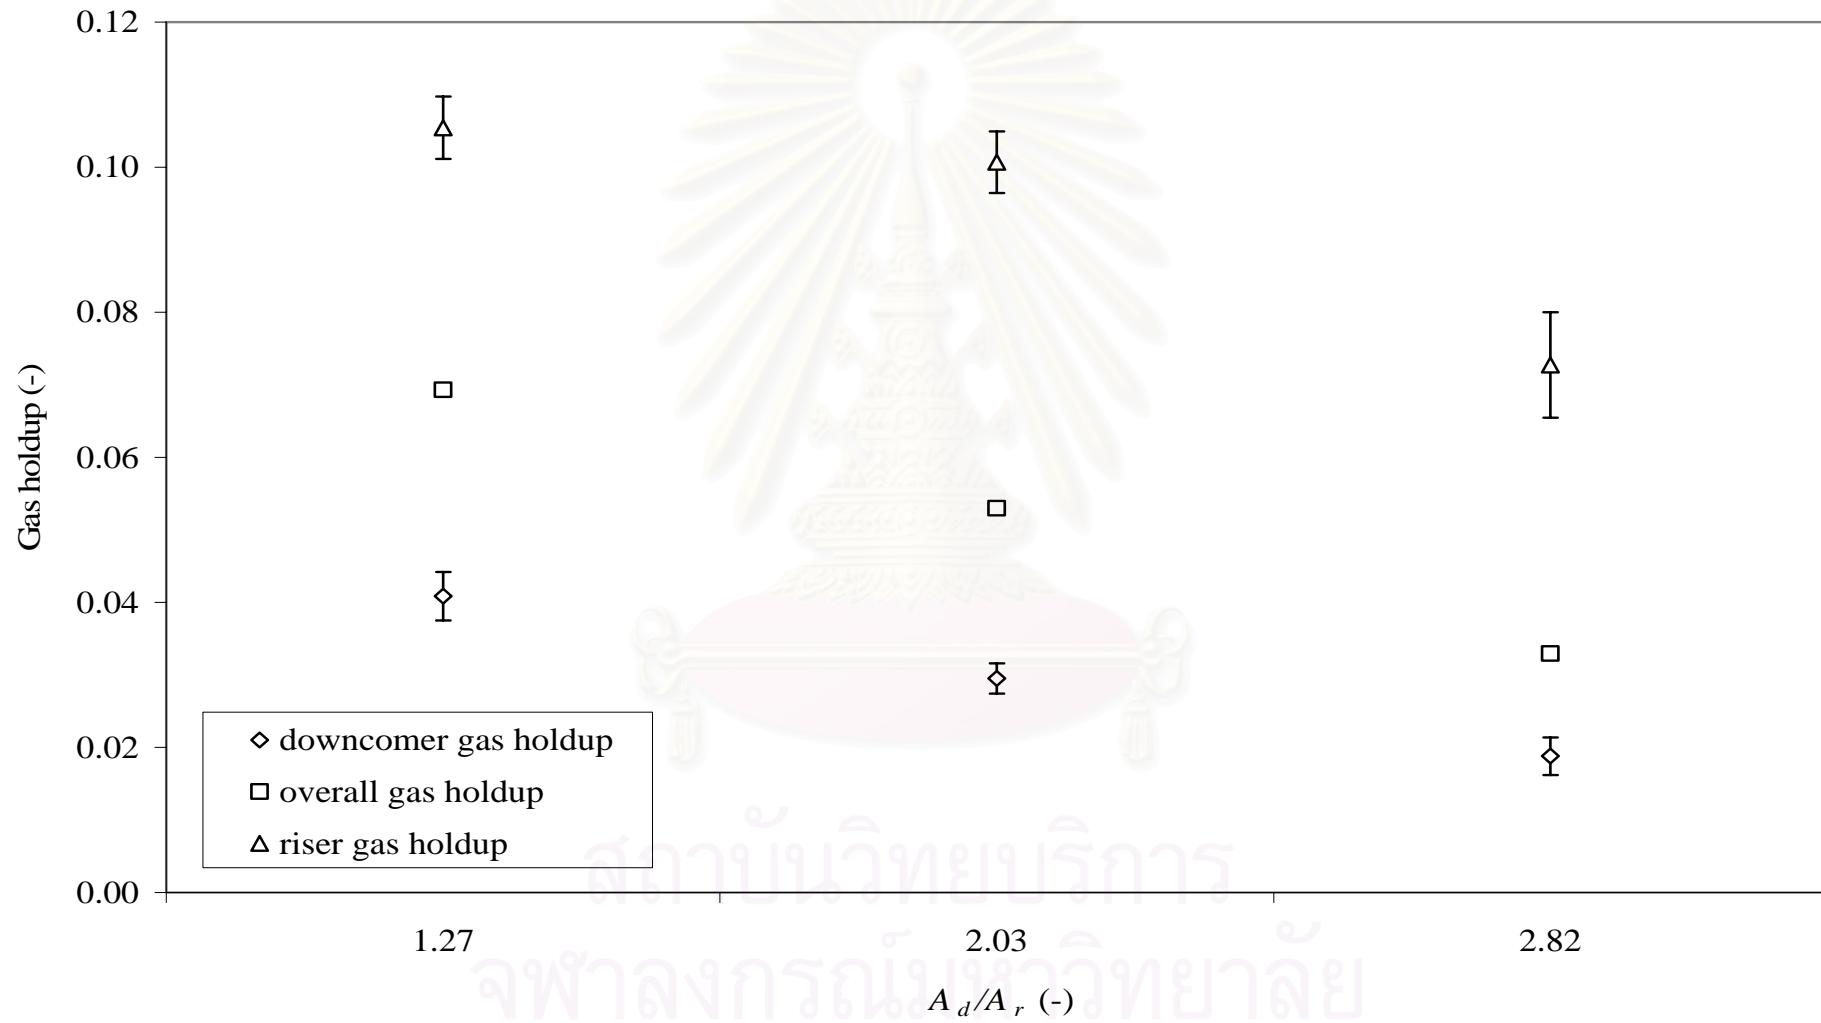 0.12
0.10
0.08
0.06
0.04
0.02
0.00
Gas holdup (-)
downcomer gas holdup
overall gas holdup
riser gas holdup
1.27 2.03 2.82
A d/A r (-)
สถาบันวิทยบริการ
จุฬาลงกรณ์มหาวิทยาลัย